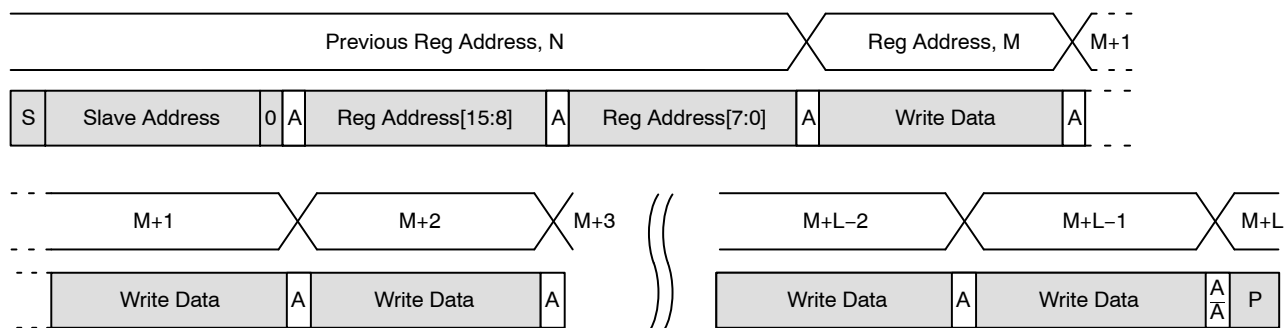 Previous Reg Address, N Reg Address, M M+1
S Slave Address 0 A Reg Address[15:8] A Reg Address[7:0] A Write Data A
M+1 M+2 M+3 M+L−2 M+L−1 M+L
Write Data A Write Data A Write Data A Write Data A/A̅ P